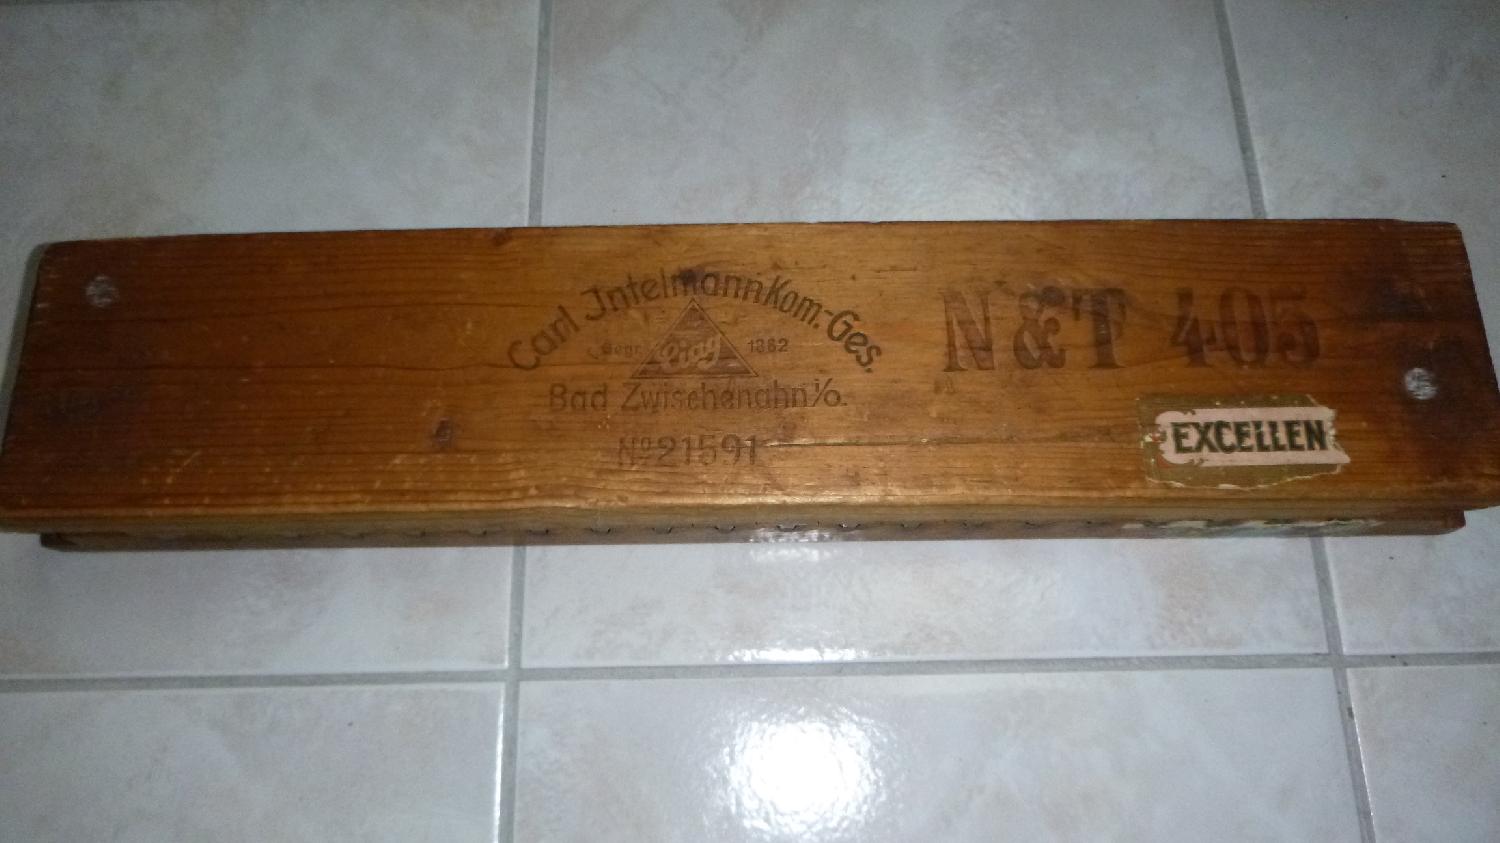 Carl Intelmann Kom.-Ges.
Gegr. 1862
Bad Zwischenahn i/o.
No 21591
N & T 405
EXCELLEN